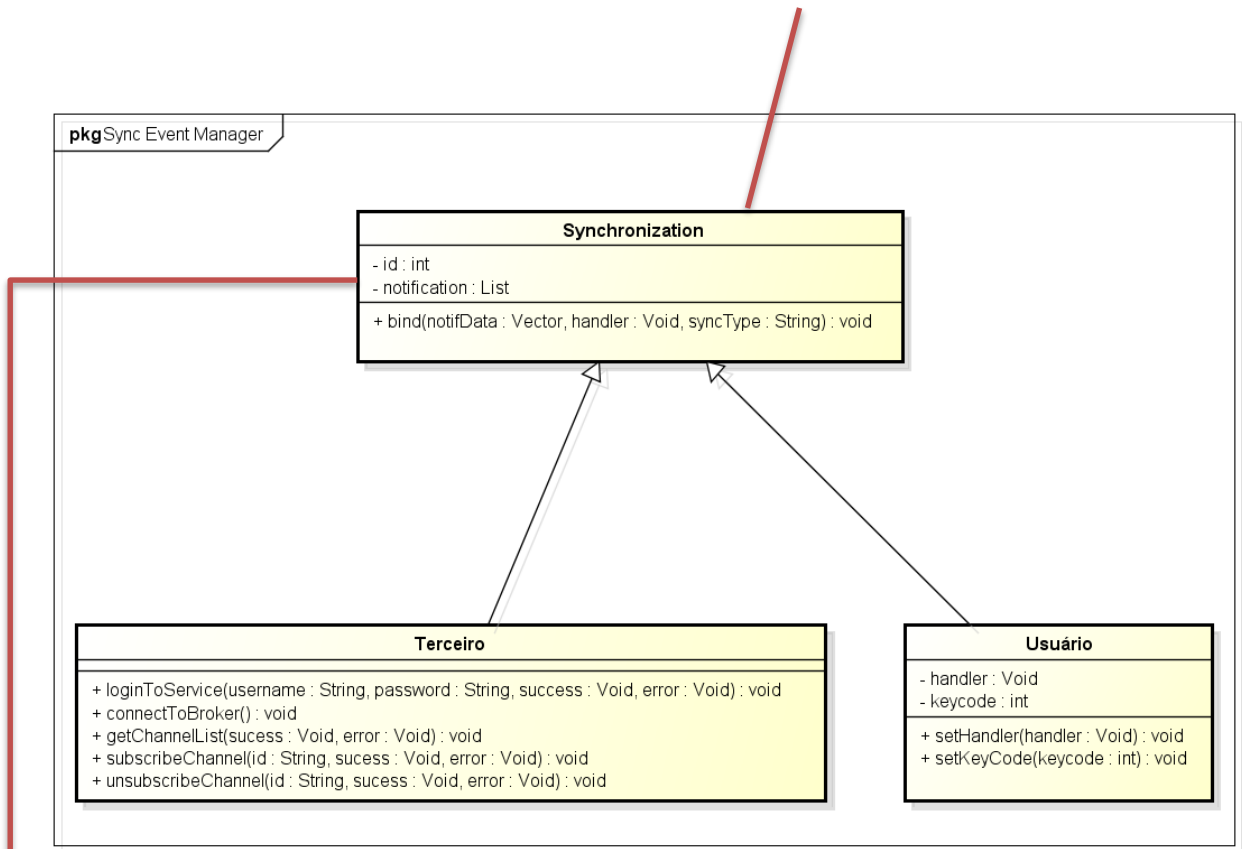 pkg Sync Event Manager
Synchronization
- id : int
- notification : List
+ bind(notifData : Vector, handler : Void, syncType : String) : void
Terceiro
+ loginToService(username : String, password : String, success : Void, error : Void) : void
+ connectToBroker() : void
+ getChannelList(sucess : Void, error : Void) : void
+ subscribeChannel(id : String, sucess : Void, error : Void) : void
+ unsubscribeChannel(id : String, sucess : Void, error : Void) : void
Usuário
- handler : Void
- keycode : int
+ setHandler(handler : Void) : void
+ setKeyCode(keycode : int) : void